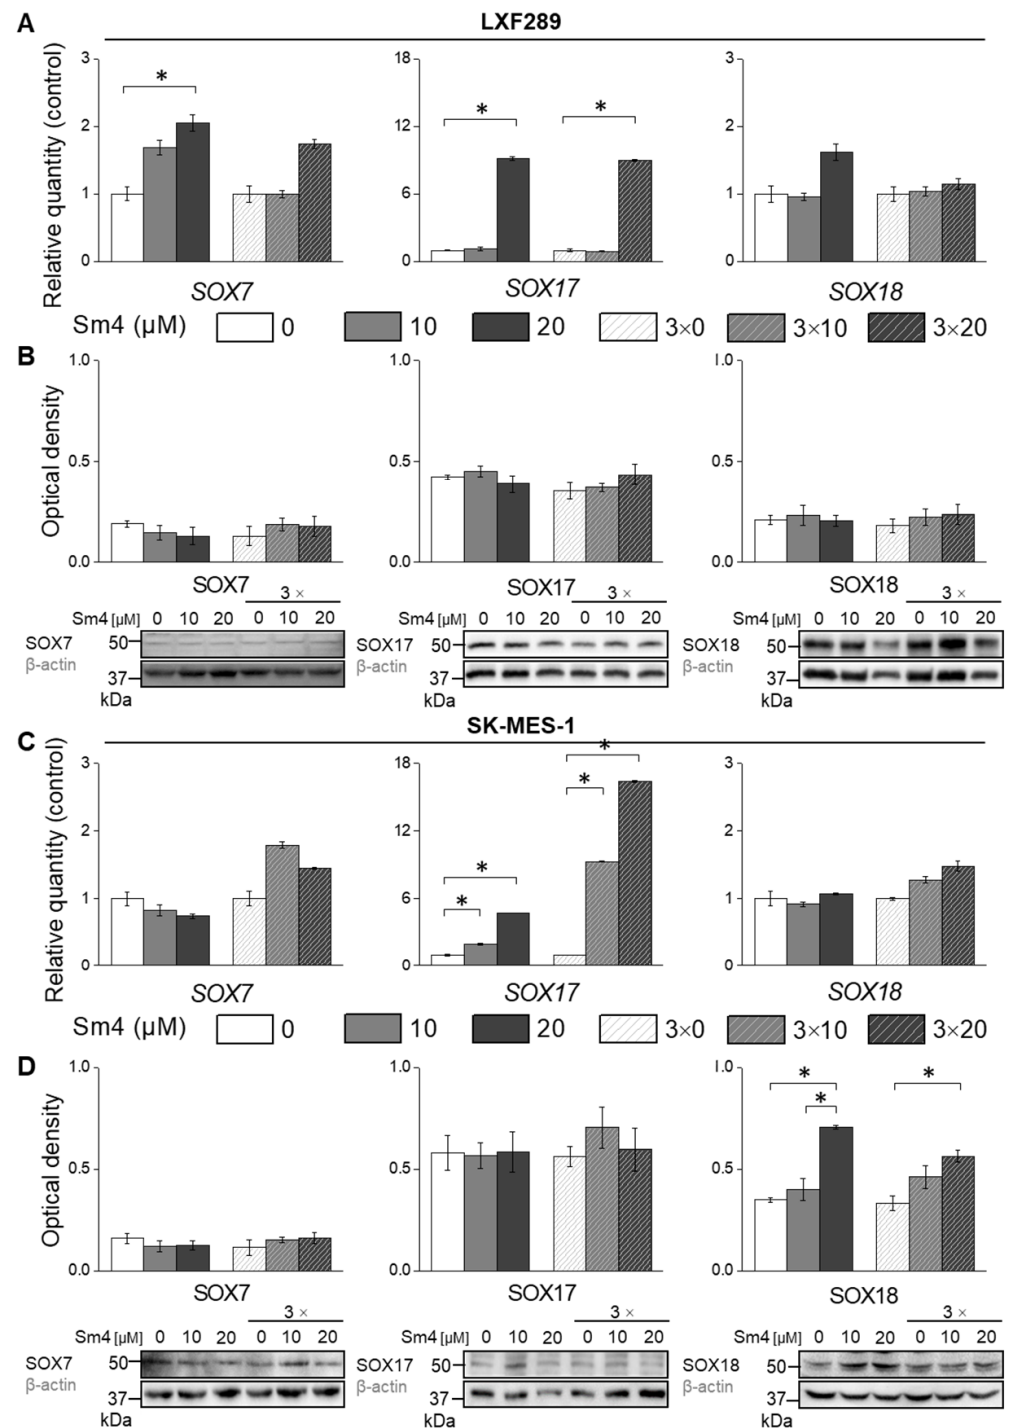 A
LXF289
Relative quantity (control)
3
2
1
0
*
SOX7
18
12
6
0
*
*
SOX17
3
2
1
0
SOX18
Sm4 (μM) 0 10 20 3×0 3×10 3×20
B
Optical density
1.0
0.5
0.0
SOX7
1.0
0.5
0.0
SOX17
1.0
0.5
0.0
SOX18
3 ×
Sm4 [μM] 0 10 20 0 10 20
SOX7 50
β-actin
37
kDa
3 ×
Sm4 [μM] 0 10 20 0 10 20
SOX17 50
β-actin
37
kDa
3 ×
Sm4 [μM] 0 10 20 0 10 20
SOX18 50
β-actin
37
kDa
SK-MES-1
C
Relative quantity (control)
3
2
1
0
SOX7
18
12
6
0
*
*
*
*
SOX17
3
2
1
0
SOX18
Sm4 (μM) 0 10 20 3×0 3×10 3×20
D
Optical density
1.0
0.5
0.0
SOX7
1.0
0.5
0.0
SOX17
1.0
0.5
0.0
*
*
*
SOX18
3 ×
Sm4 [μM] 0 10 20 0 10 20
SOX7 50
β-actin
37
kDa
3 ×
Sm4 [μM] 0 10 20 0 10 20
SOX17 50
β-actin
37
kDa
3 ×
Sm4 [μM] 0 10 20 0 10 20
SOX18 50
β-actin
37
kDa